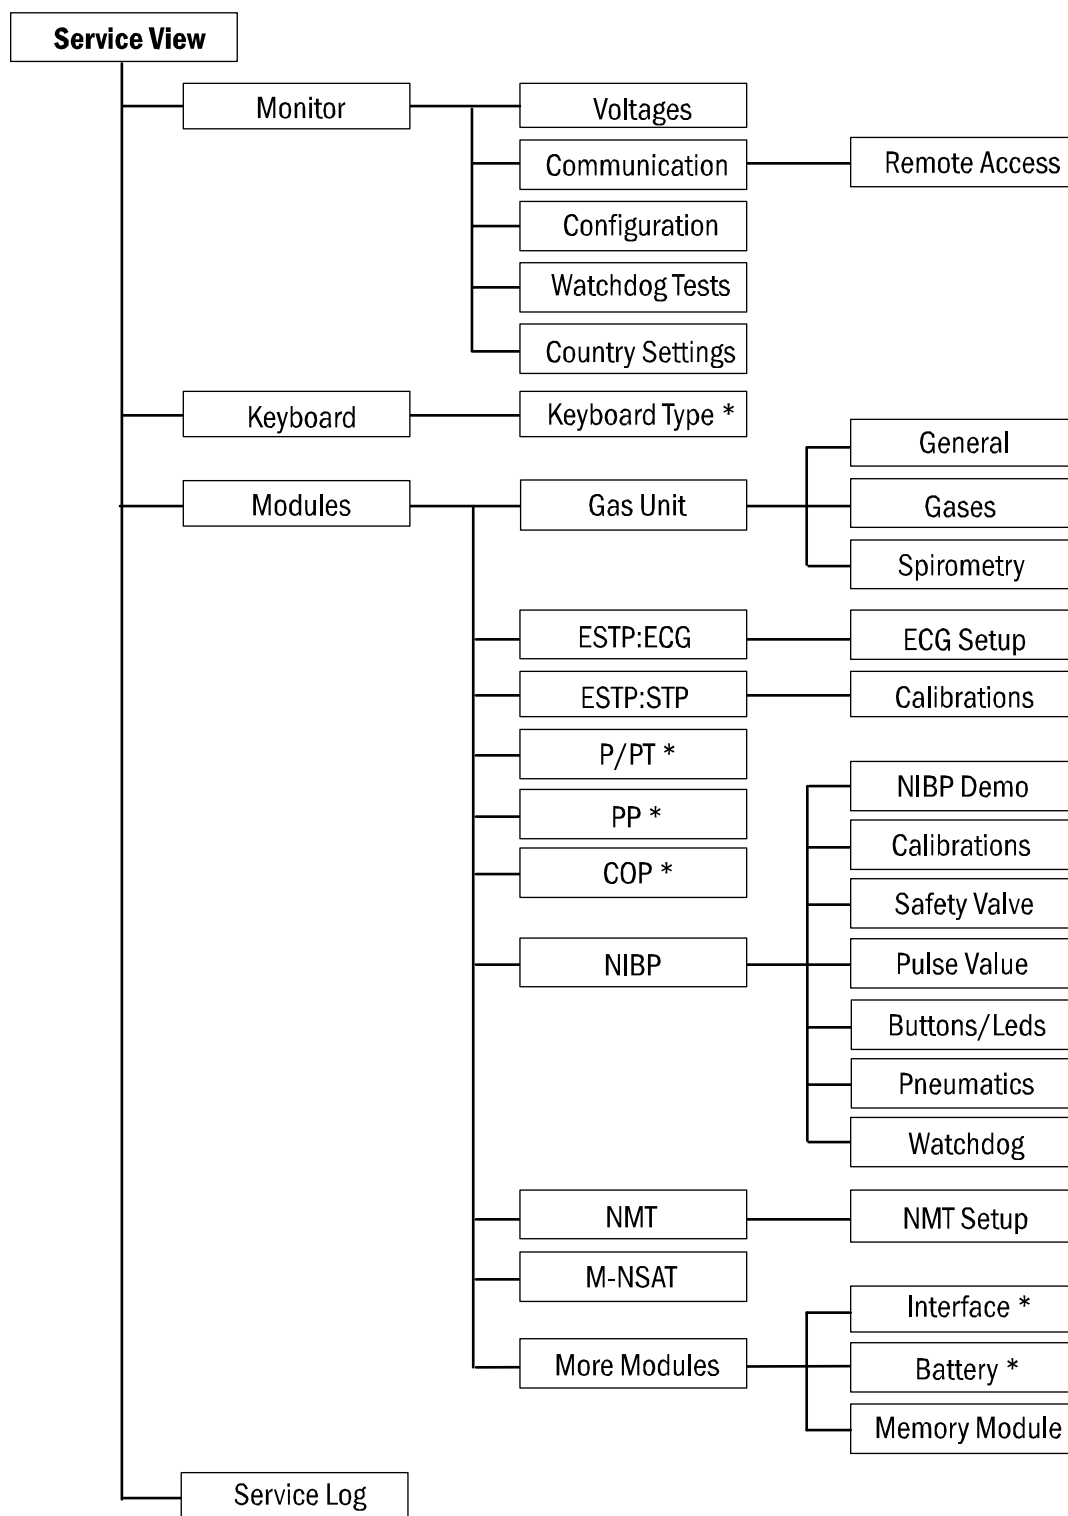 Service View
Monitor
Voltages
Communication
Remote Access
Configuration
Watchdog Tests
Country Settings
Keyboard
Keyboard Type *
Modules
Gas Unit
General
Gases
Spirometry
ESTP:ECG
ECG Setup
ESTP:STP
Calibrations
P/PT *
PP *
COP *
NIBP
NIBP Demo
Calibrations
Safety Valve
Pulse Value
Buttons/Leds
Pneumatics
Watchdog
NMT
NMT Setup
M-NSAT
More Modules
Interface *
Battery *
Memory Module
Service Log